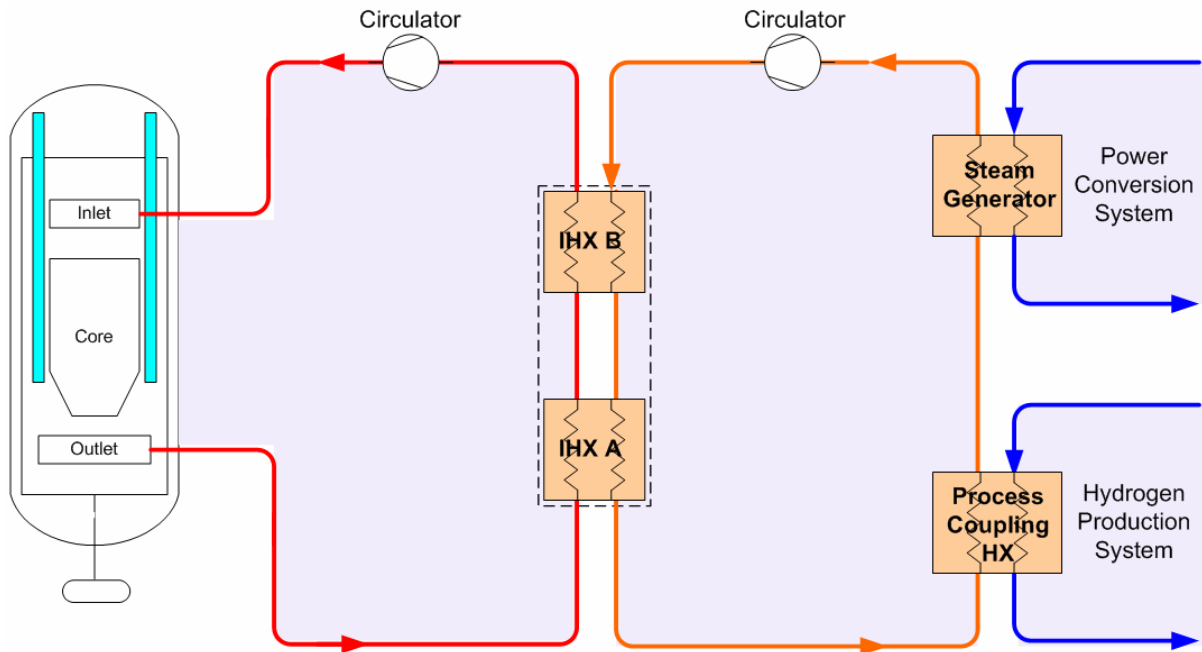 Circulator
Circulator
Inlet
Core
Outlet
IHX B
IHX A
Steam
Generator
Power
Conversion
System
Process
Coupling
HX
Hydrogen
Production
System